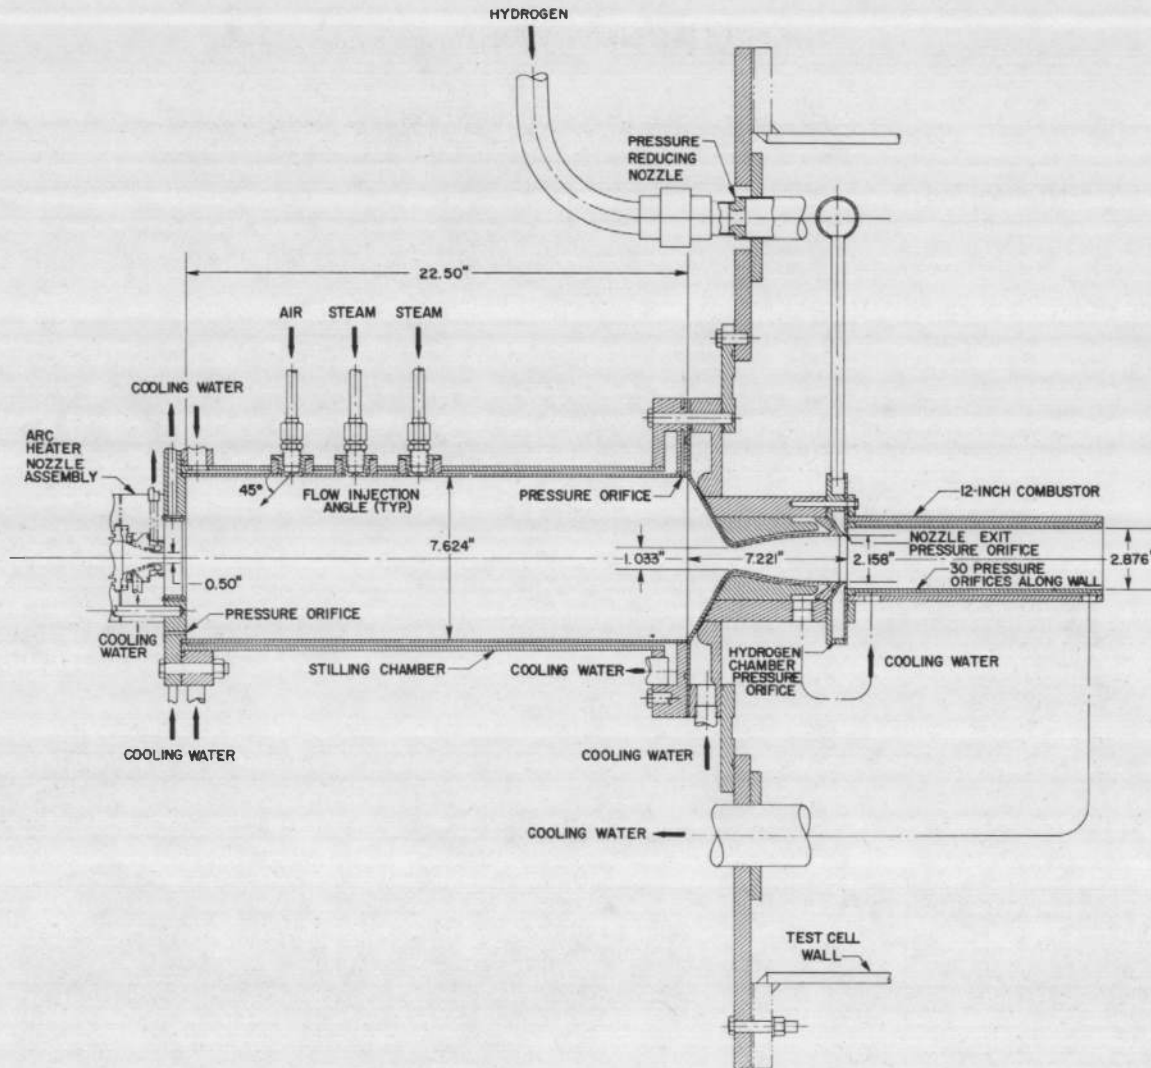 HYDROGEN
PRESSURE
REDUCING
NOZZLE
22.50"
AIR
STEAM
STEAM
COOLING WATER
ARC
HEATER
NOZZLE
ASSEMBLY
45°
FLOW INJECTION
ANGLE (TYP.)
PRESSURE ORIFICE
12-INCH COMBUSTOR
NOZZLE EXIT
PRESSURE ORIFICE
7.624"
1.033"
7.221"
2.158"
2.876"
30 PRESSURE
ORIFICES ALONG WALL
0.50"
PRESSURE ORIFICE
COOLING
WATER
STILLING CHAMBER
COOLING WATER
HYDROGEN
CHAMBER
PRESSURE
ORIFICE
COOLING WATER
COOLING WATER
COOLING WATER
COOLING WATER
TEST CELL
WALL